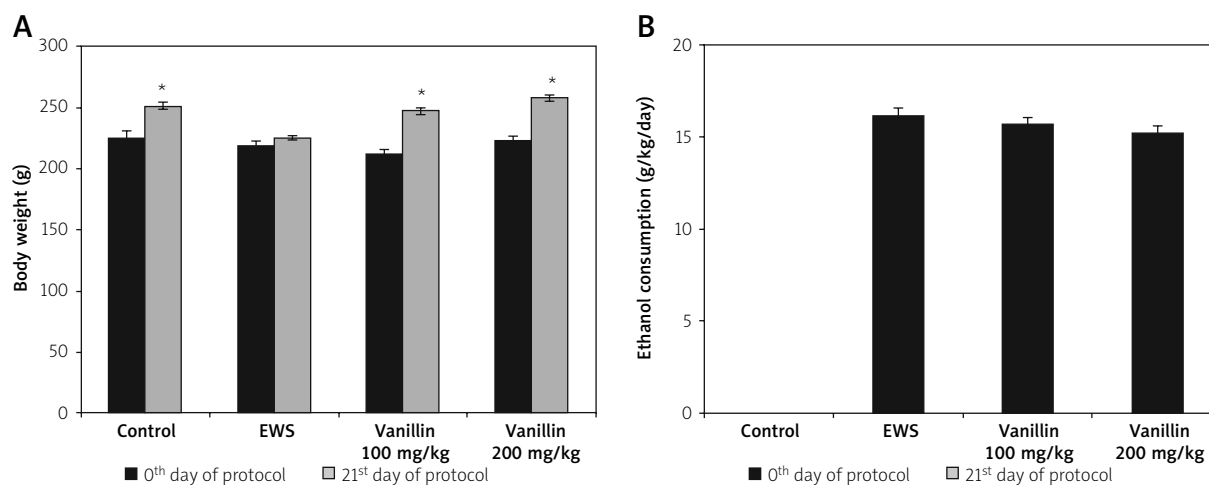 A
Body weight (g)
300
250
200
150
100
50
0
*
*
*
Control
EWS
Vanillin
100 mg/kg
Vanillin
200 mg/kg
0th day of protocol
21st day of protocol
B
Ethanol consumption (g/kg/day)
20
15
10
5
0
Control
EWS
Vanillin
100 mg/kg
Vanillin
200 mg/kg
0th day of protocol
21st day of protocol